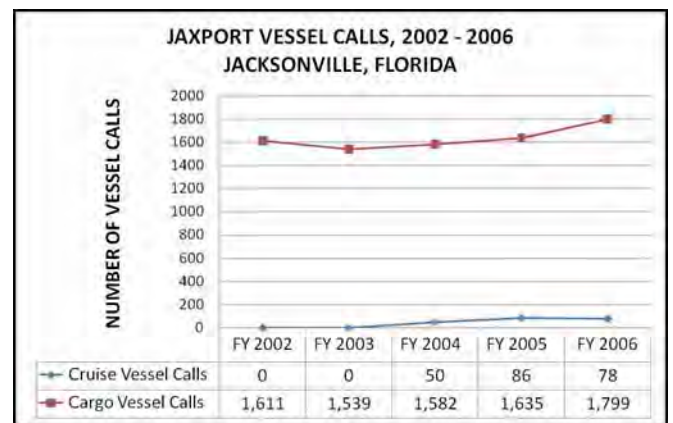 JAXPORT VESSEL CALLS, 2002 - 2006
JACKSONVILLE, FLORIDA
NUMBER OF VESSEL CALLS
2000
1800
1600
1400
1200
1000
800
600
400
200
0
FY 2002 FY 2003 FY 2004 FY 2005 FY 2006
Cruise Vessel Calls 0 0 50 86 78
Cargo Vessel Calls 1,611 1,539 1,582 1,635 1,799